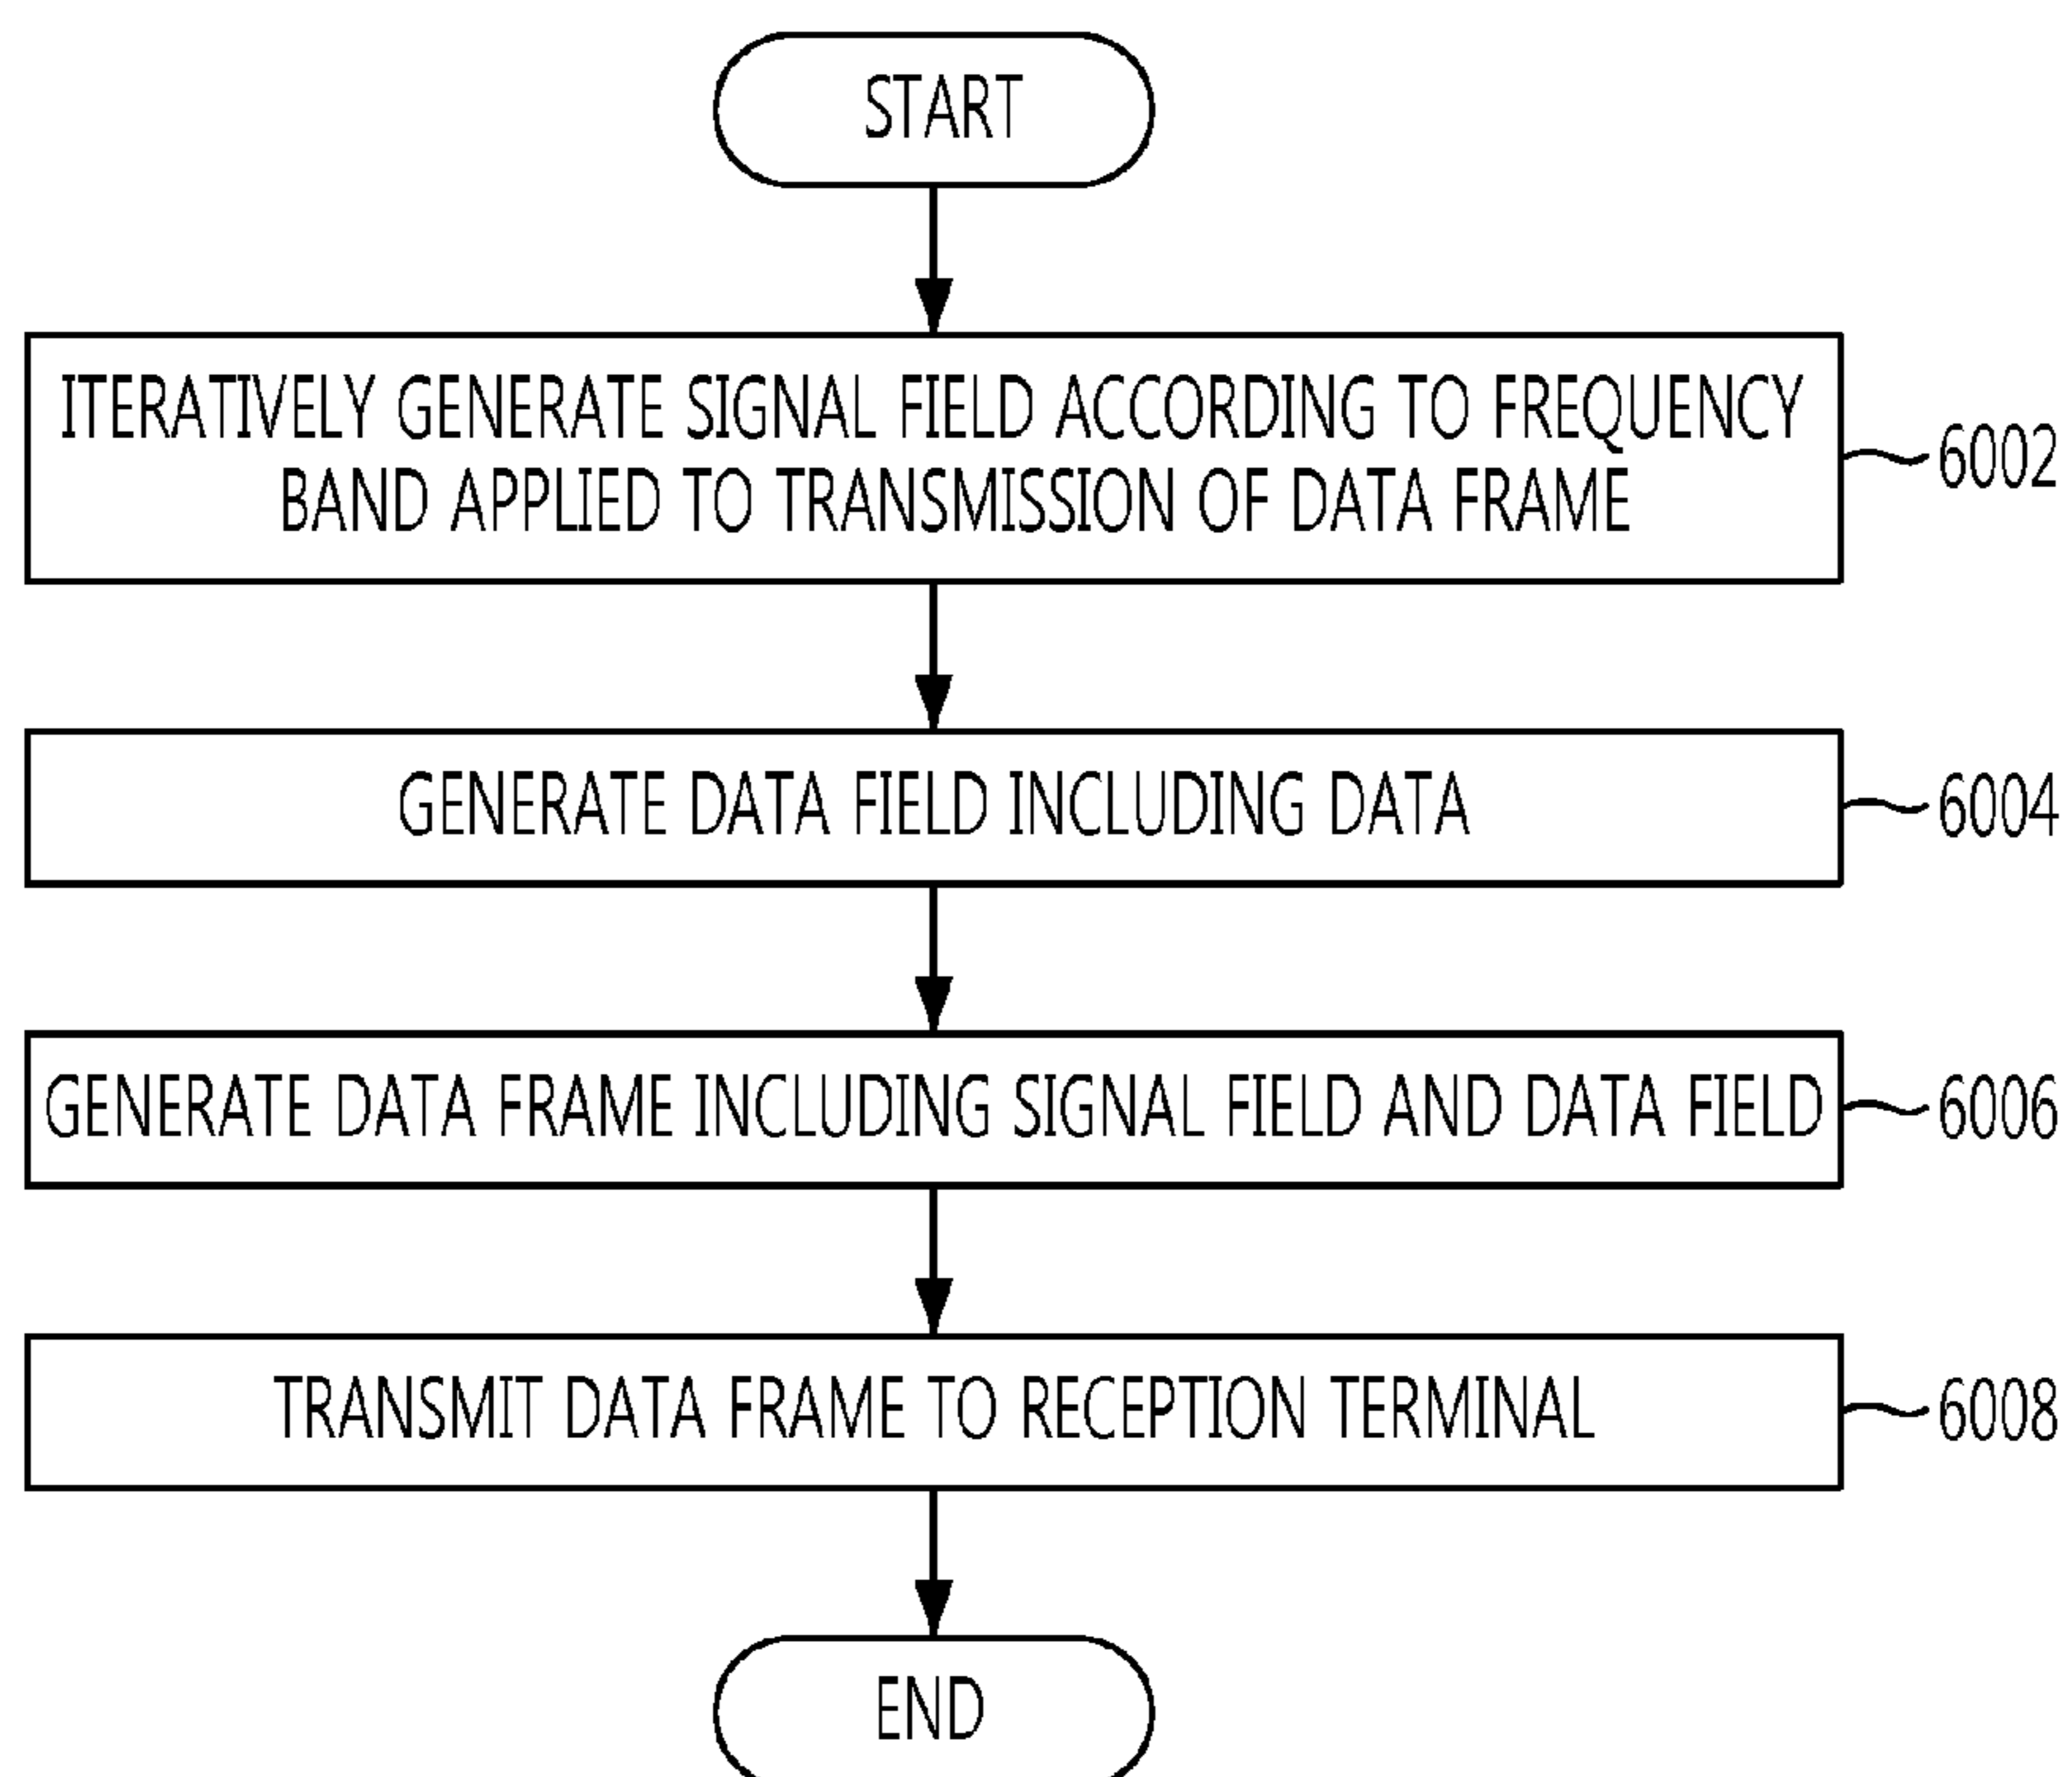 START
ITERATIVELY GENERATE SIGNAL FIELD ACCORDING TO FREQUENCY
BAND APPLIED TO TRANSMISSION OF DATA FRAME
6002
GENERATE DATA FIELD INCLUDING DATA
6004
GENERATE DATA FRAME INCLUDING SIGNAL FIELD AND DATA FIELD
6006
TRANSMIT DATA FRAME TO RECEPTION TERMINAL
6008
END